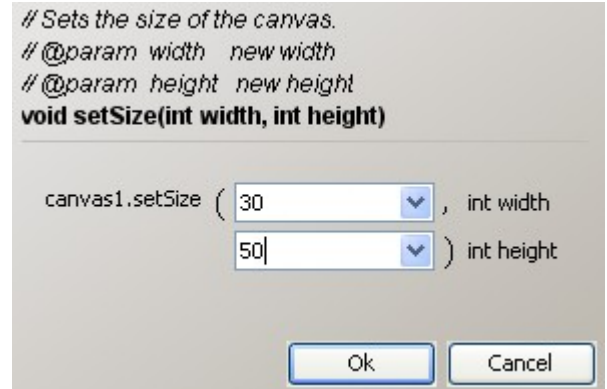 // Sets the size of the canvas.
// @param width new width
// @param height new height
void setSize(int width, int height)
canvas1.setSize ( 30 , int width
50 ) int height
Ok Cancel